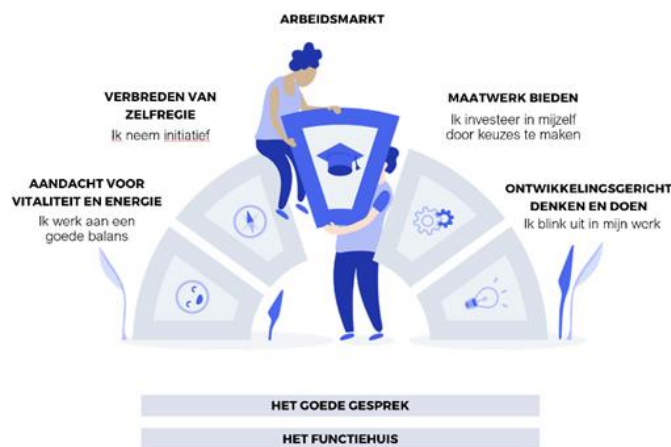 ARBEIDSMARKT
VERBREDEN VAN
ZELFREGIE
Ik neem initiatief
MAATWERK BIEDEN
Ik investeer in mijzelf
door keuzes te maken
AANDACHT VOOR
VITALITEIT EN ENERGIE
Ik werk aan een
goede balans
ONTWIKKELINGSGERICHT
DENKEN EN DOEN
Ik blink uit in mijn werk
HET GOEDE GESPREK
HET FUNCTIEHUIS